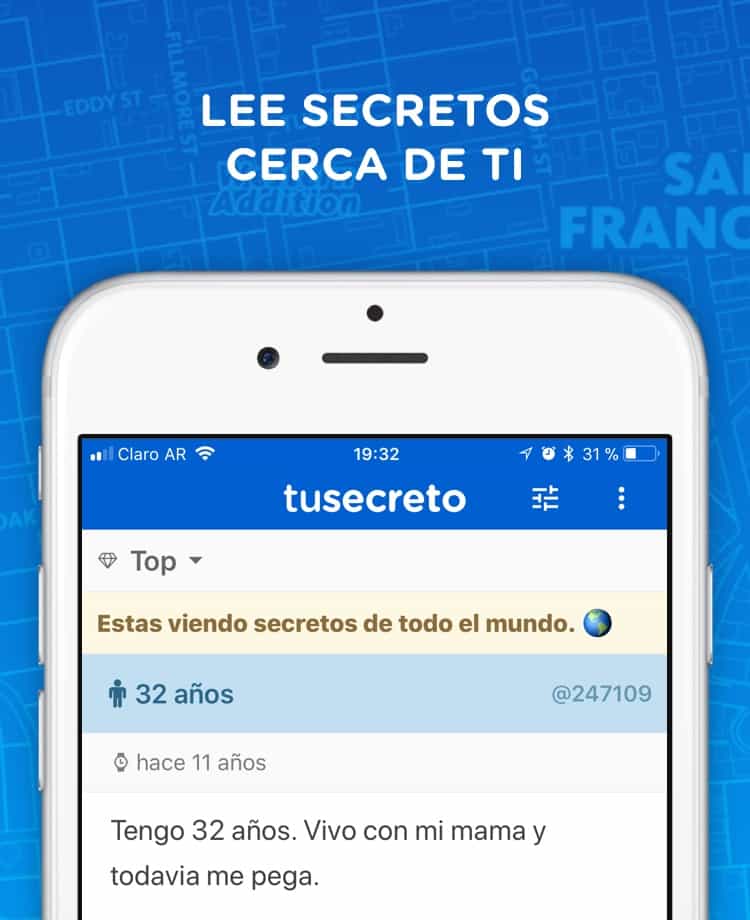 EDDY ST
FILLMORE ST
LEE SECRETOS
CERCA DE TI
Addition
SAN
FRANC
OAK
Claro AR
19:32
31 %
tusecreto
Top
Estas viendo secretos de todo el mundo.
32 años
@247109
hace 11 años
Tengo 32 años. Vivo con mi mama y
todavia me pega.